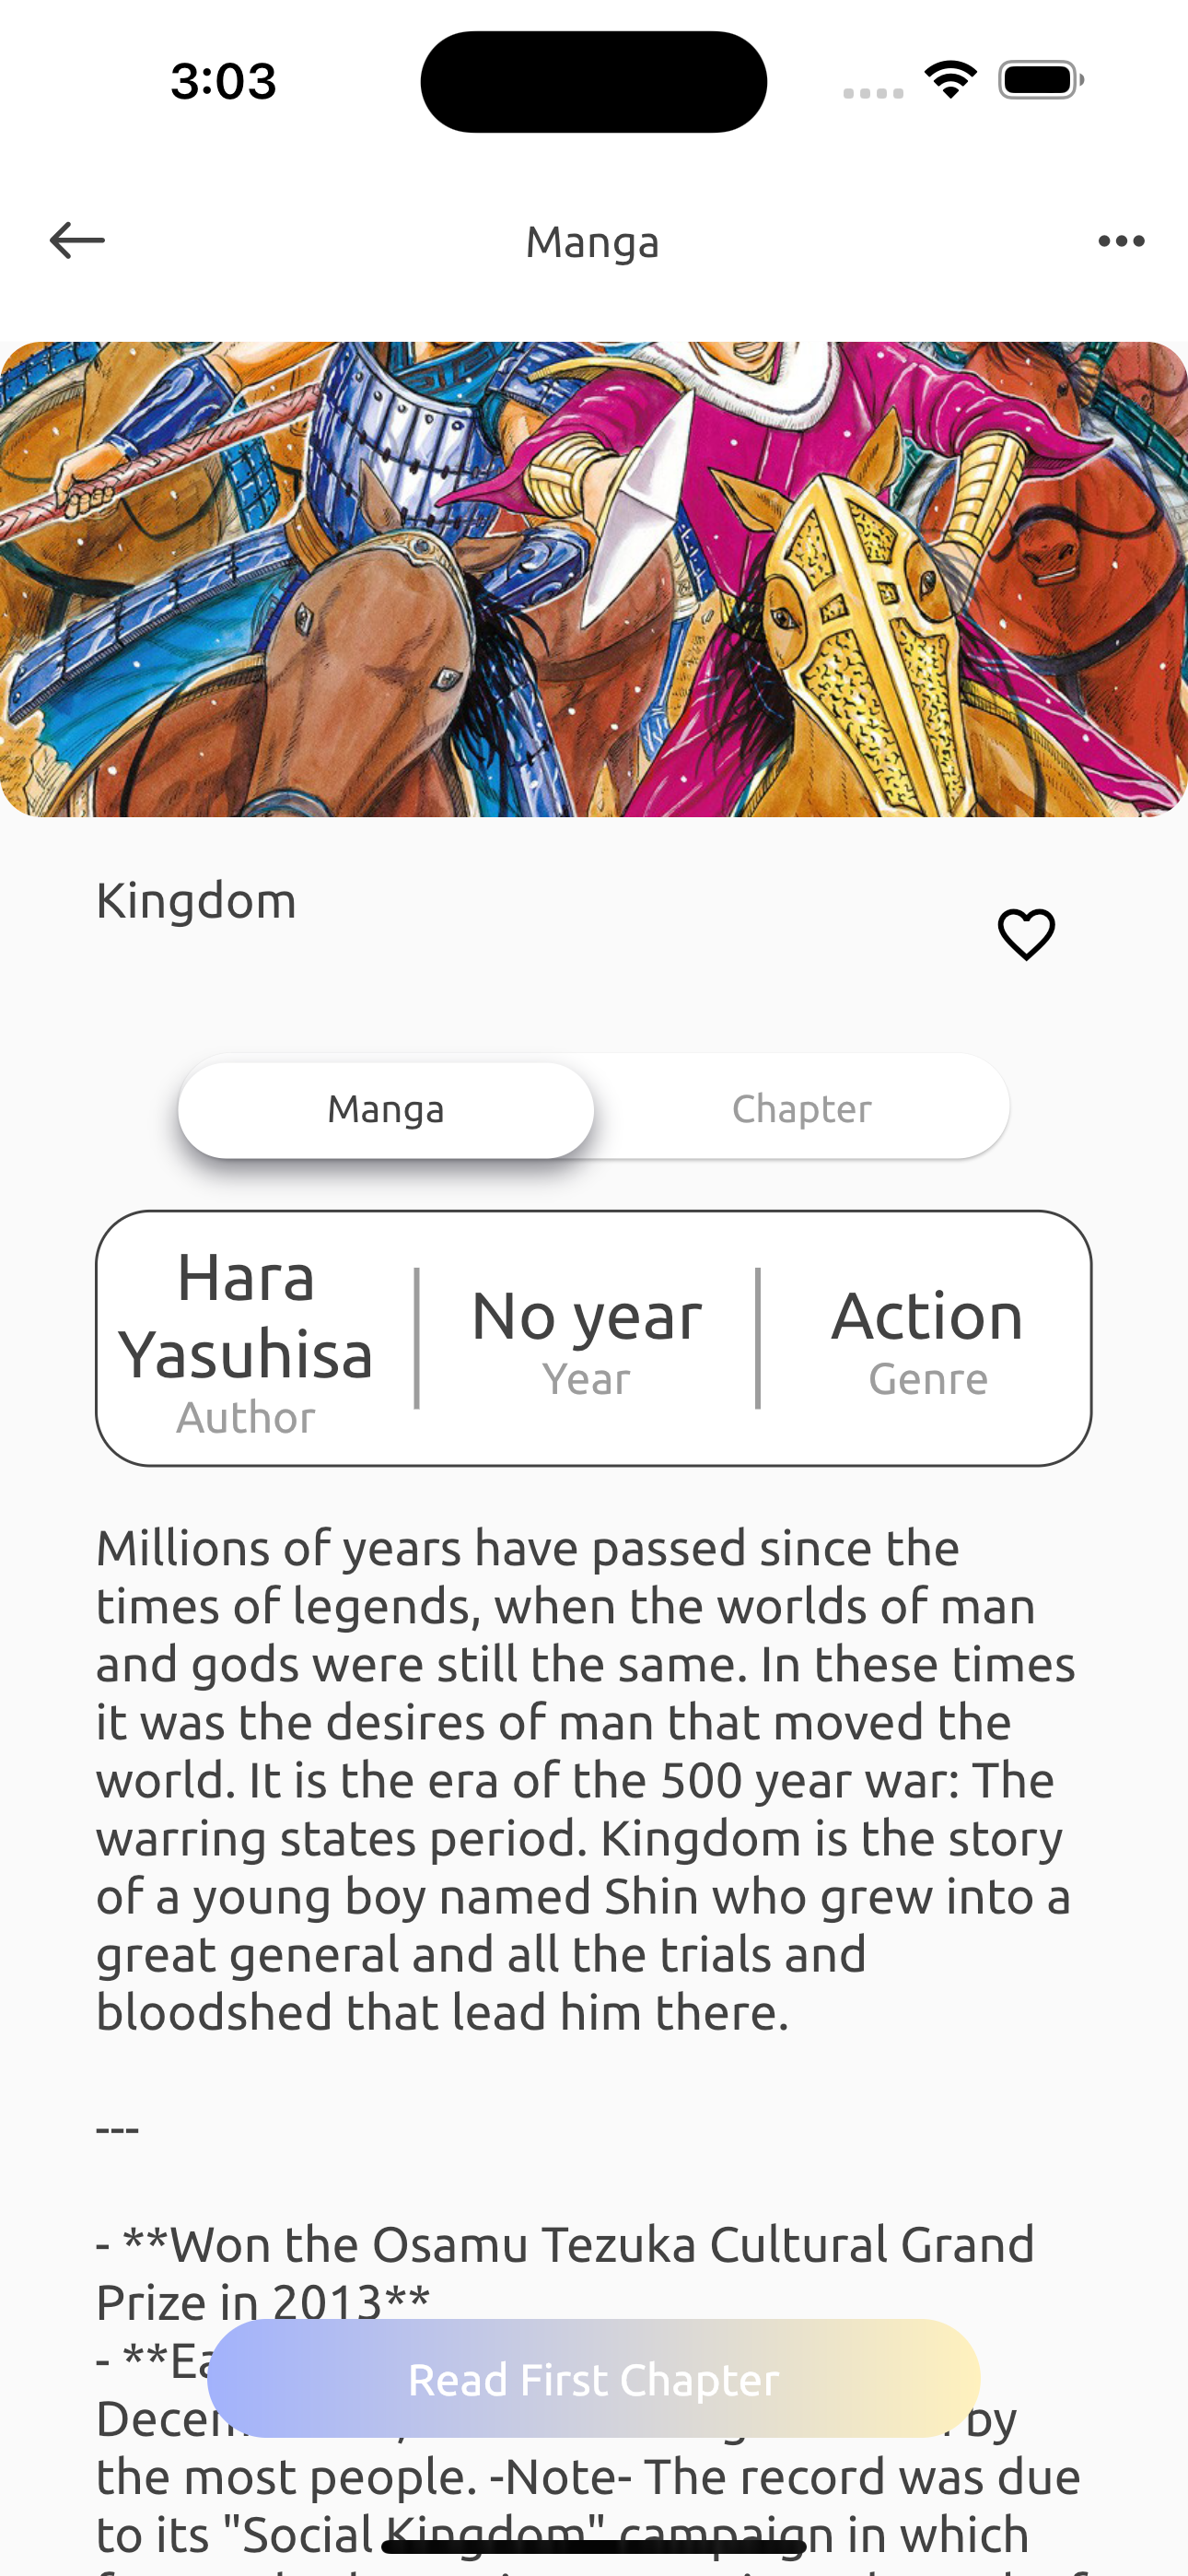 3:03
Manga
Kingdom
Manga
Chapter
Hara
Yasuhisa
Author
No year
Year
Action
Genre
Millions of years have passed since the
times of legends, when the worlds of man
and gods were still the same. In these times
it was the desires of man that moved the
world. It is the era of the 500 year war: The
warring states period. Kingdom is the story
of a young boy named Shin who grew into a
great general and all the trials and
bloodshed that lead him there.
---
- **Won the Osamu Tezuka Cultural Grand
Prize in 2013**
Read First Chapter
by
the most people. -Note- The record was due
to its "Social Kingdom" campaign in which